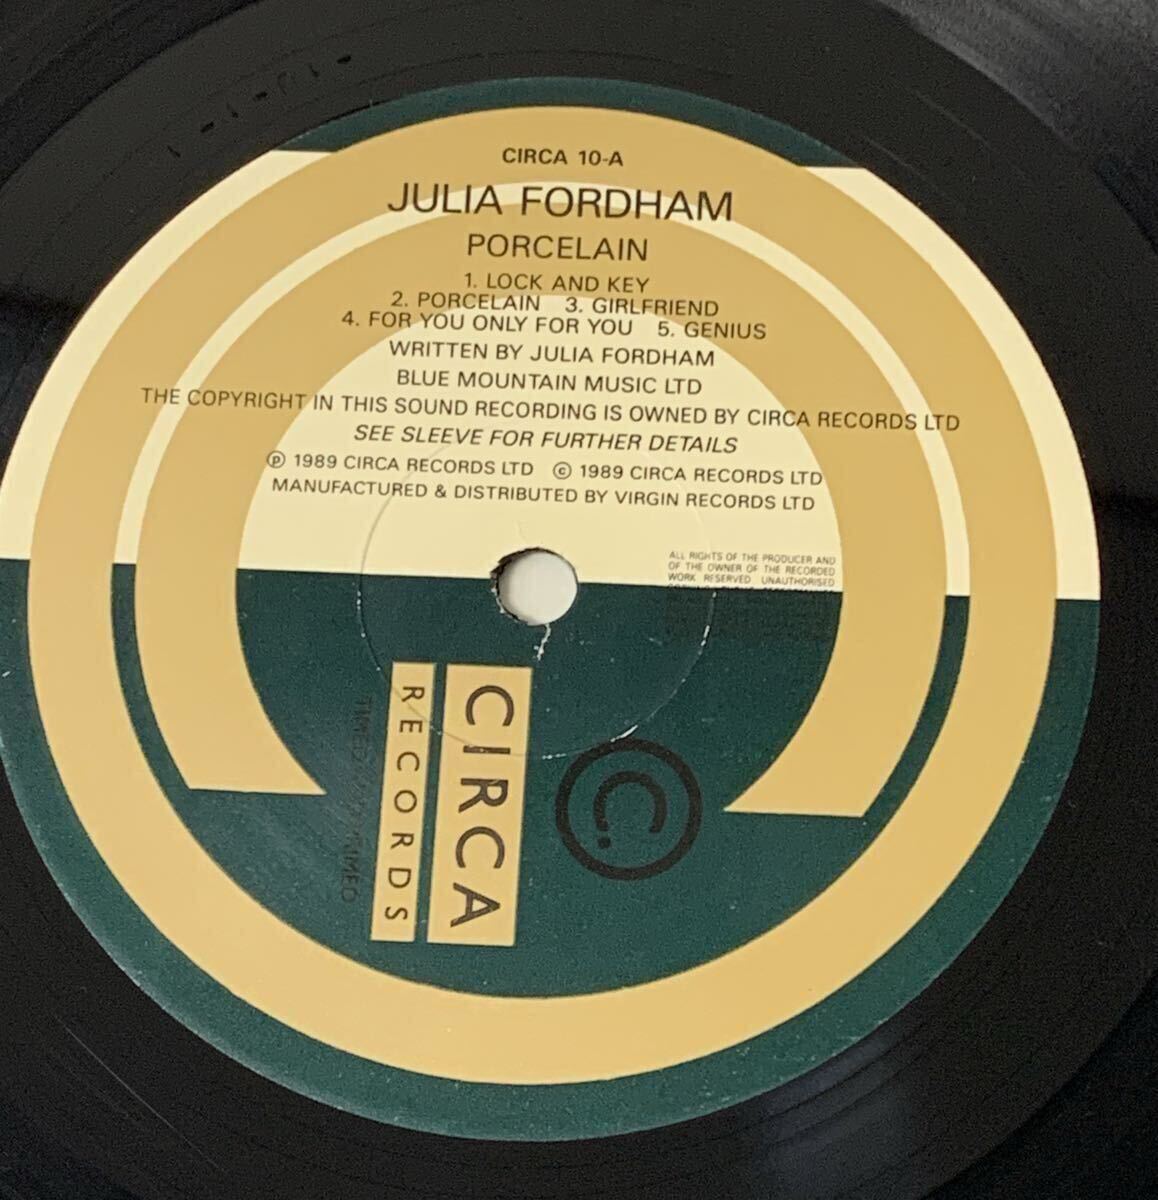 CIRCA 10-A
JULIA FORDHAM
PORCELAIN
1. LOCK AND KEY
2. PORCELAIN 3. GIRLFRIEND
4. FOR YOU ONLY FOR YOU 5. GENIUS
WRITTEN BY JULIA FORDHAM
BLUE MOUNTAIN MUSIC LTD
THE COPYRIGHT IN THIS SOUND RECORDING IS OWNED BY CIRCA RECORDS LTD
SEE SLEEVE FOR FURTHER DETAILS
℗ 1989 CIRCA RECORDS LTD © 1989 CIRCA RECORDS LTD
MANUFACTURED & DISTRIBUTED BY VIRGIN RECORDS LTD
ALL RIGHTS OF THE PRODUCER AND
OF THE OWNER OF THE RECORDED
WORK RESERVED UNAUTHORISED
C.
CIRCA
RECORDS